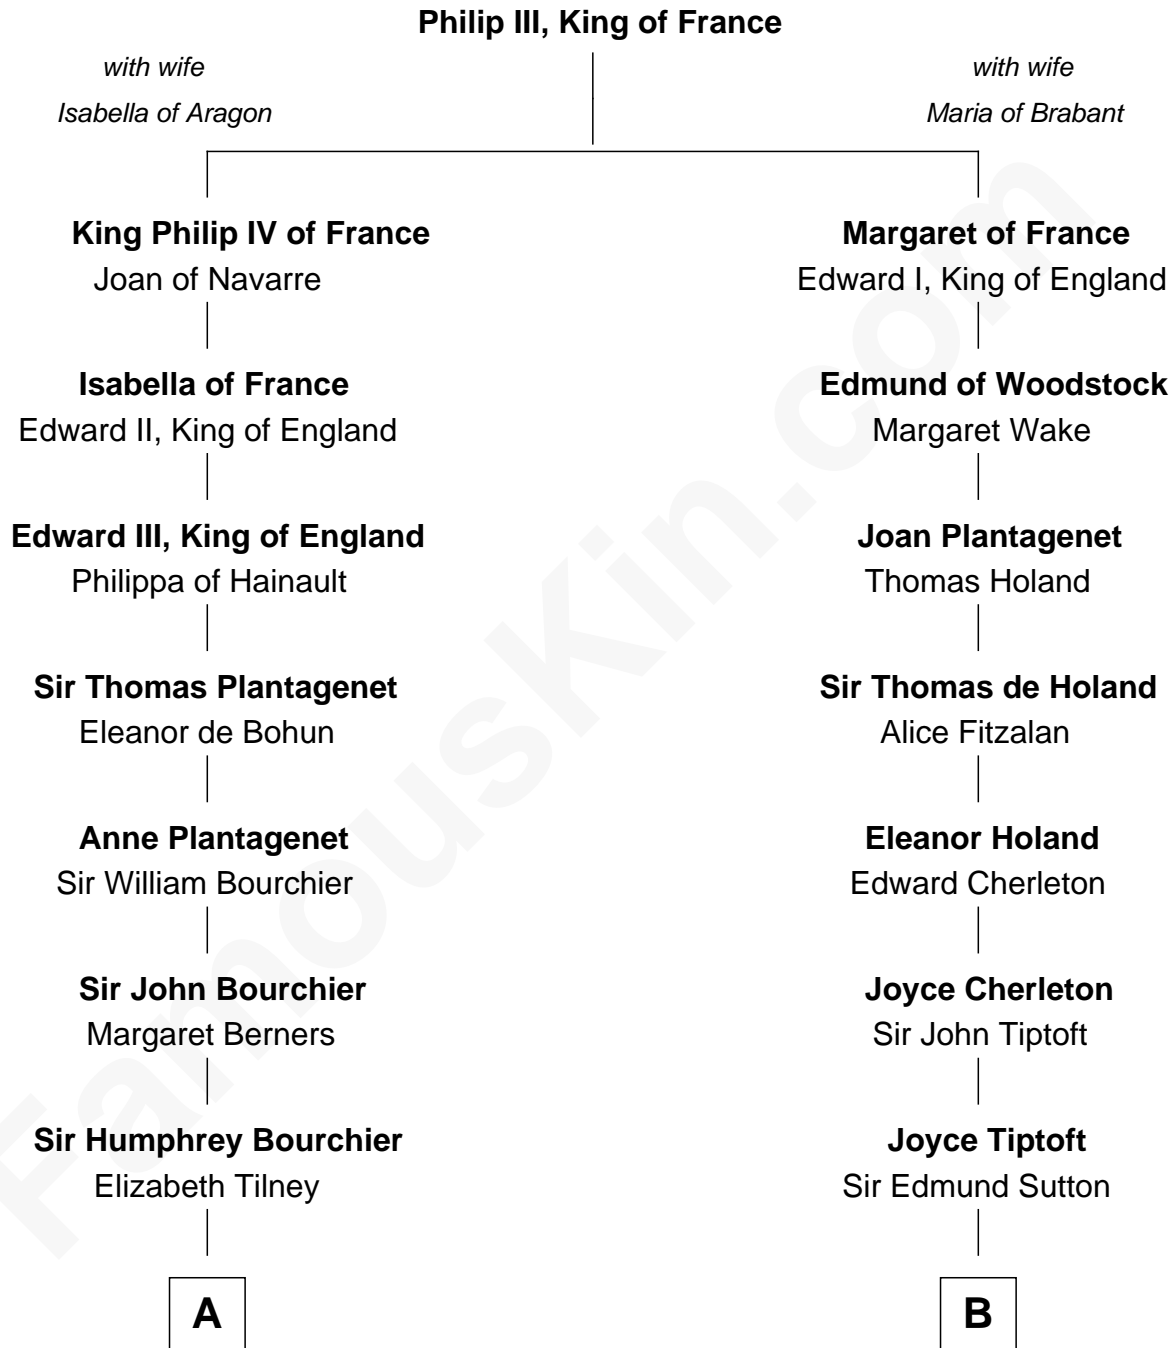 Philip III, King of France
with wife
Isabella of Aragon
with wife
Maria of Brabant
King Philip IV of France
Joan of Navarre
Margaret of France
Edward I, King of England
Isabella of France
Edward II, King of England
Edmund of Woodstock
Margaret Wake
Edward III, King of England
Philippa of Hainault
Joan Plantagenet
Thomas Holand
Sir Thomas Plantagenet
Eleanor de Bohun
Sir Thomas de Holand
Alice Fitzalan
Anne Plantagenet
Sir William Bourchier
Eleanor Holand
Edward Cherleton
Sir John Bourchier
Margaret Berners
Joyce Cherleton
Sir John Tiptoft
Sir Humphrey Bourchier
Elizabeth Tilney
Joyce Tiptoft
Sir Edmund Sutton
A
B
FamousKin.com